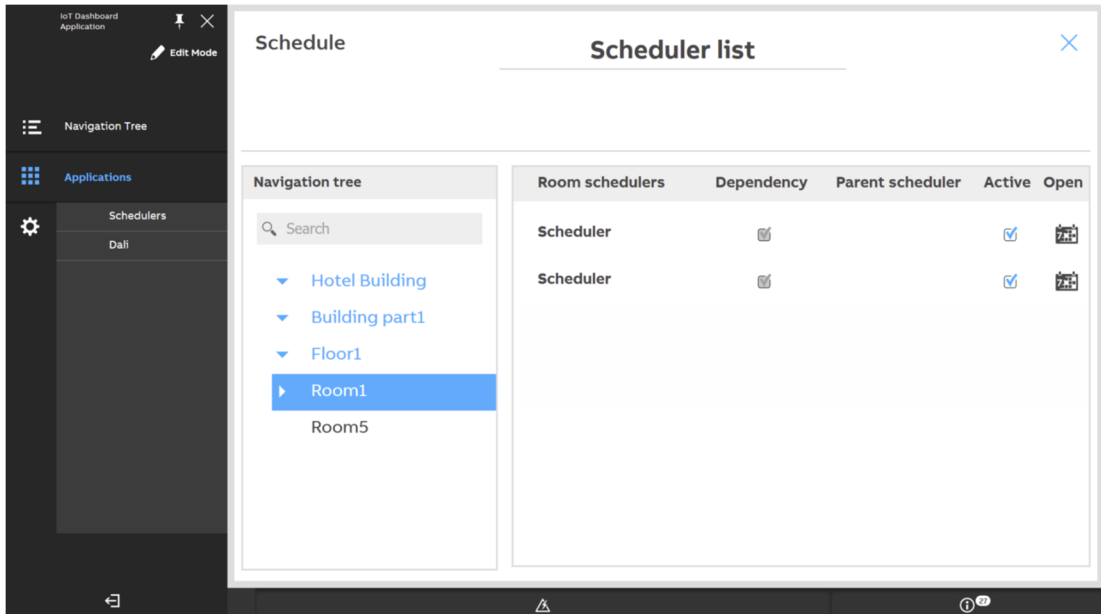 IoT Dashboard
Application
Edit Mode
Navigation Tree
Applications
Schedulers
Dali
Schedule
Scheduler list
Navigation tree
Search
Hotel Building
Building part1
Floor1
Room1
Room5
Room schedulers Dependency Parent scheduler Active Open
Scheduler
Scheduler
27